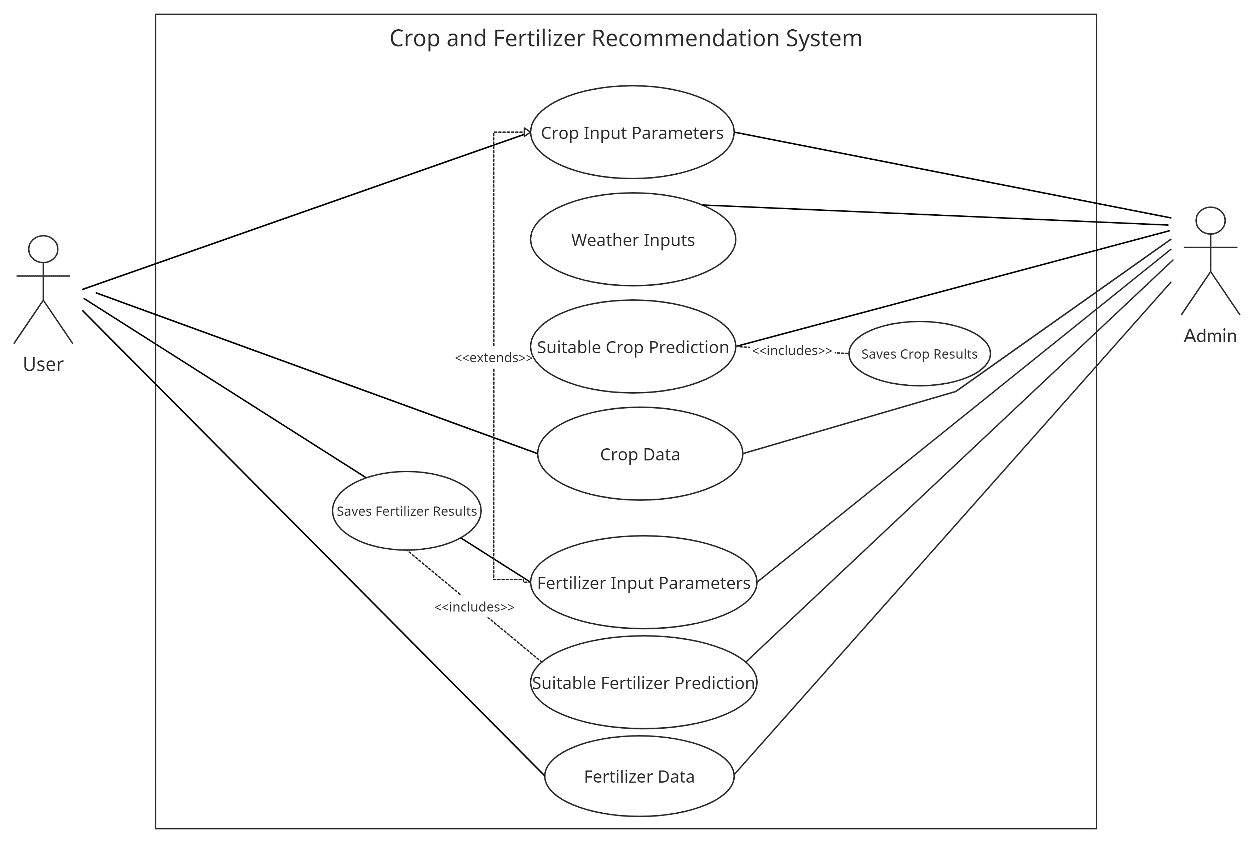 Crop and Fertilizer Recommendation System
Crop Input Parameters
Weather Inputs
User
Admin
<<extends>>
Suitable Crop Prediction
<<includes>>
Saves Crop Results
Crop Data
Saves Fertilizer Results
Fertilizer Input Parameters
<<includes>>
Suitable Fertilizer Prediction
Fertilizer Data